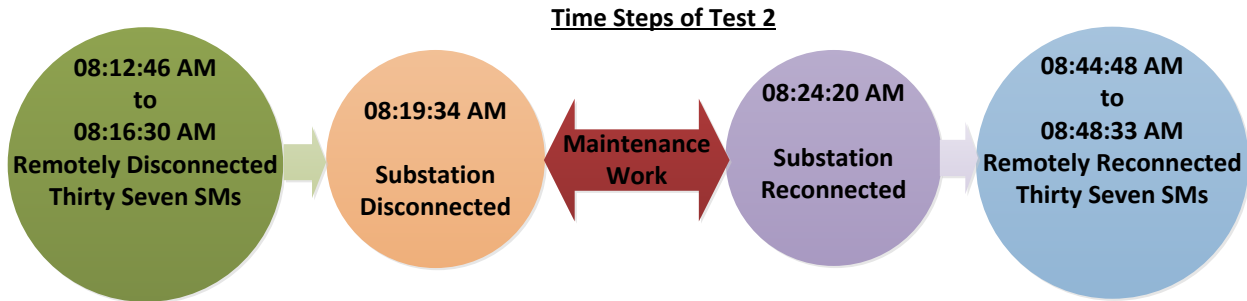 Time Steps of Test 2
08:12:46 AM
to
08:16:30 AM
Remotely Disconnected
Thirty Seven SMs
08:19:34 AM
Substation
Disconnected
Maintenance
Work
08:24:20 AM
Substation
Reconnected
08:44:48 AM
to
08:48:33 AM
Remotely Reconnected
Thirty Seven SMs